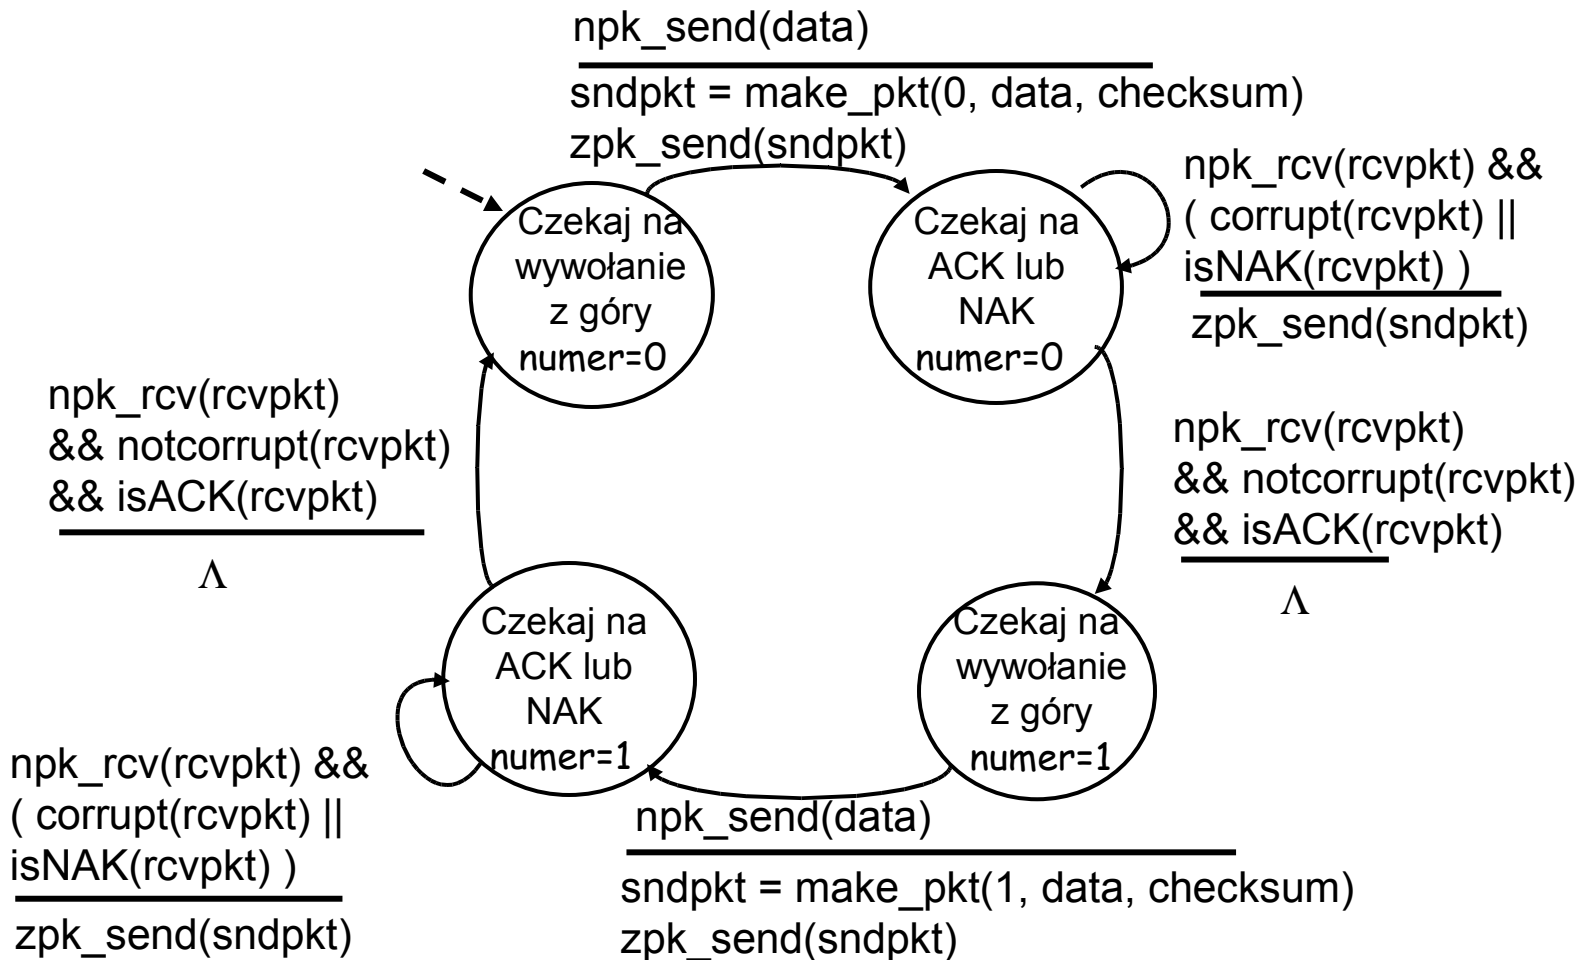 npk_send(data)
sndpkt = make_pkt(0, data, checksum)
zpk_send(sndpkt)
Czekaj na
wywołanie
z góry
numer=0
Czekaj na
ACK lub
NAK
numer=0
npk_rcv(rcvpkt) &&
( corrupt(rcvpkt) ||
isNAK(rcvpkt) )
zpk_send(sndpkt)
npk_rcv(rcvpkt)
&& notcorrupt(rcvpkt)
&& isACK(rcvpkt)
Λ
npk_rcv(rcvpkt)
&& notcorrupt(rcvpkt)
&& isACK(rcvpkt)
Λ
Czekaj na
ACK lub
NAK
numer=1
Czekaj na
wywołanie
z góry
numer=1
npk_rcv(rcvpkt) &&
( corrupt(rcvpkt) ||
isNAK(rcvpkt) )
zpk_send(sndpkt)
npk_send(data)
sndpkt = make_pkt(1, data, checksum)
zpk_send(sndpkt)